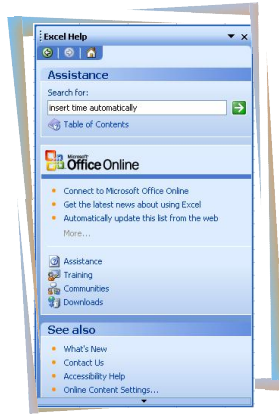 Excel Help
Assistance
Search for:
insert time automatically
Table of Contents
Microsoft
Office Online
Connect to Microsoft Office Online
Get the latest news about using Excel
Automatically update this list from the web
More...
Assistance
Training
Communities
Downloads
See also
What's New
Contact Us
Accessibility Help
Online Content Settings...